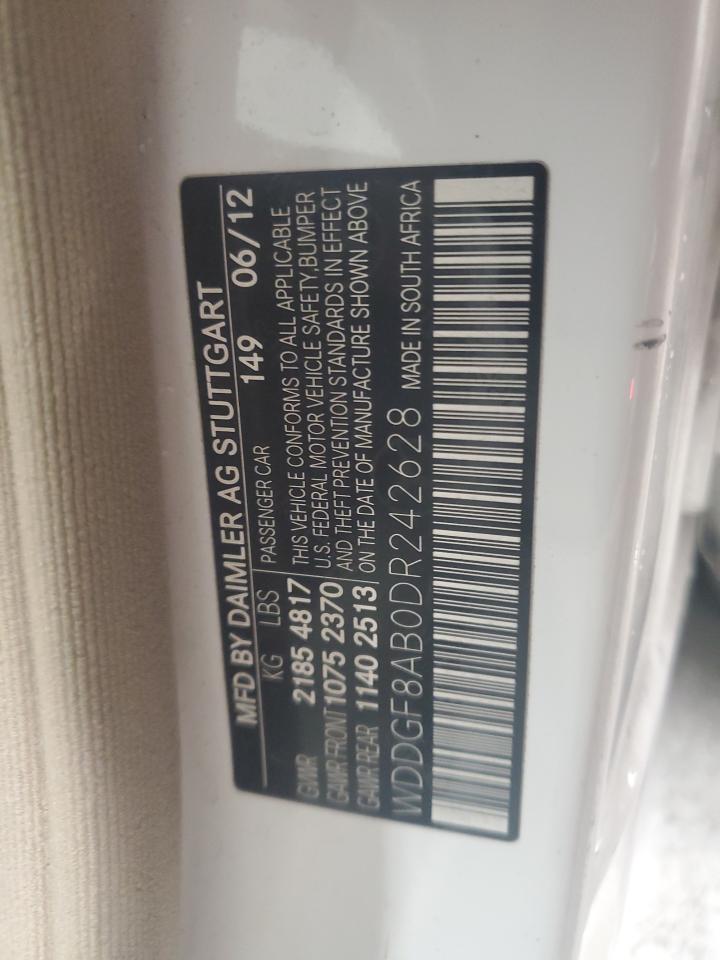 MFD BY DAIMLER AG STUTTGART
KG LBS 149 06/12
PASSENGER CAR
GVWR 2185 4817
GAWR FRONT 1075 2370
GAWR REAR 1140 2513
THIS VEHICLE CONFORMS TO ALL APPLICABLE
U.S. FEDERAL MOTOR VEHICLE SAFETY,BUMPER
AND THEFT PREVENTION STANDARDS IN EFFECT
ON THE DATE OF MANUFACTURE SHOWN ABOVE
WDDGF8AB0DR242628 MADE IN SOUTH AFRICA